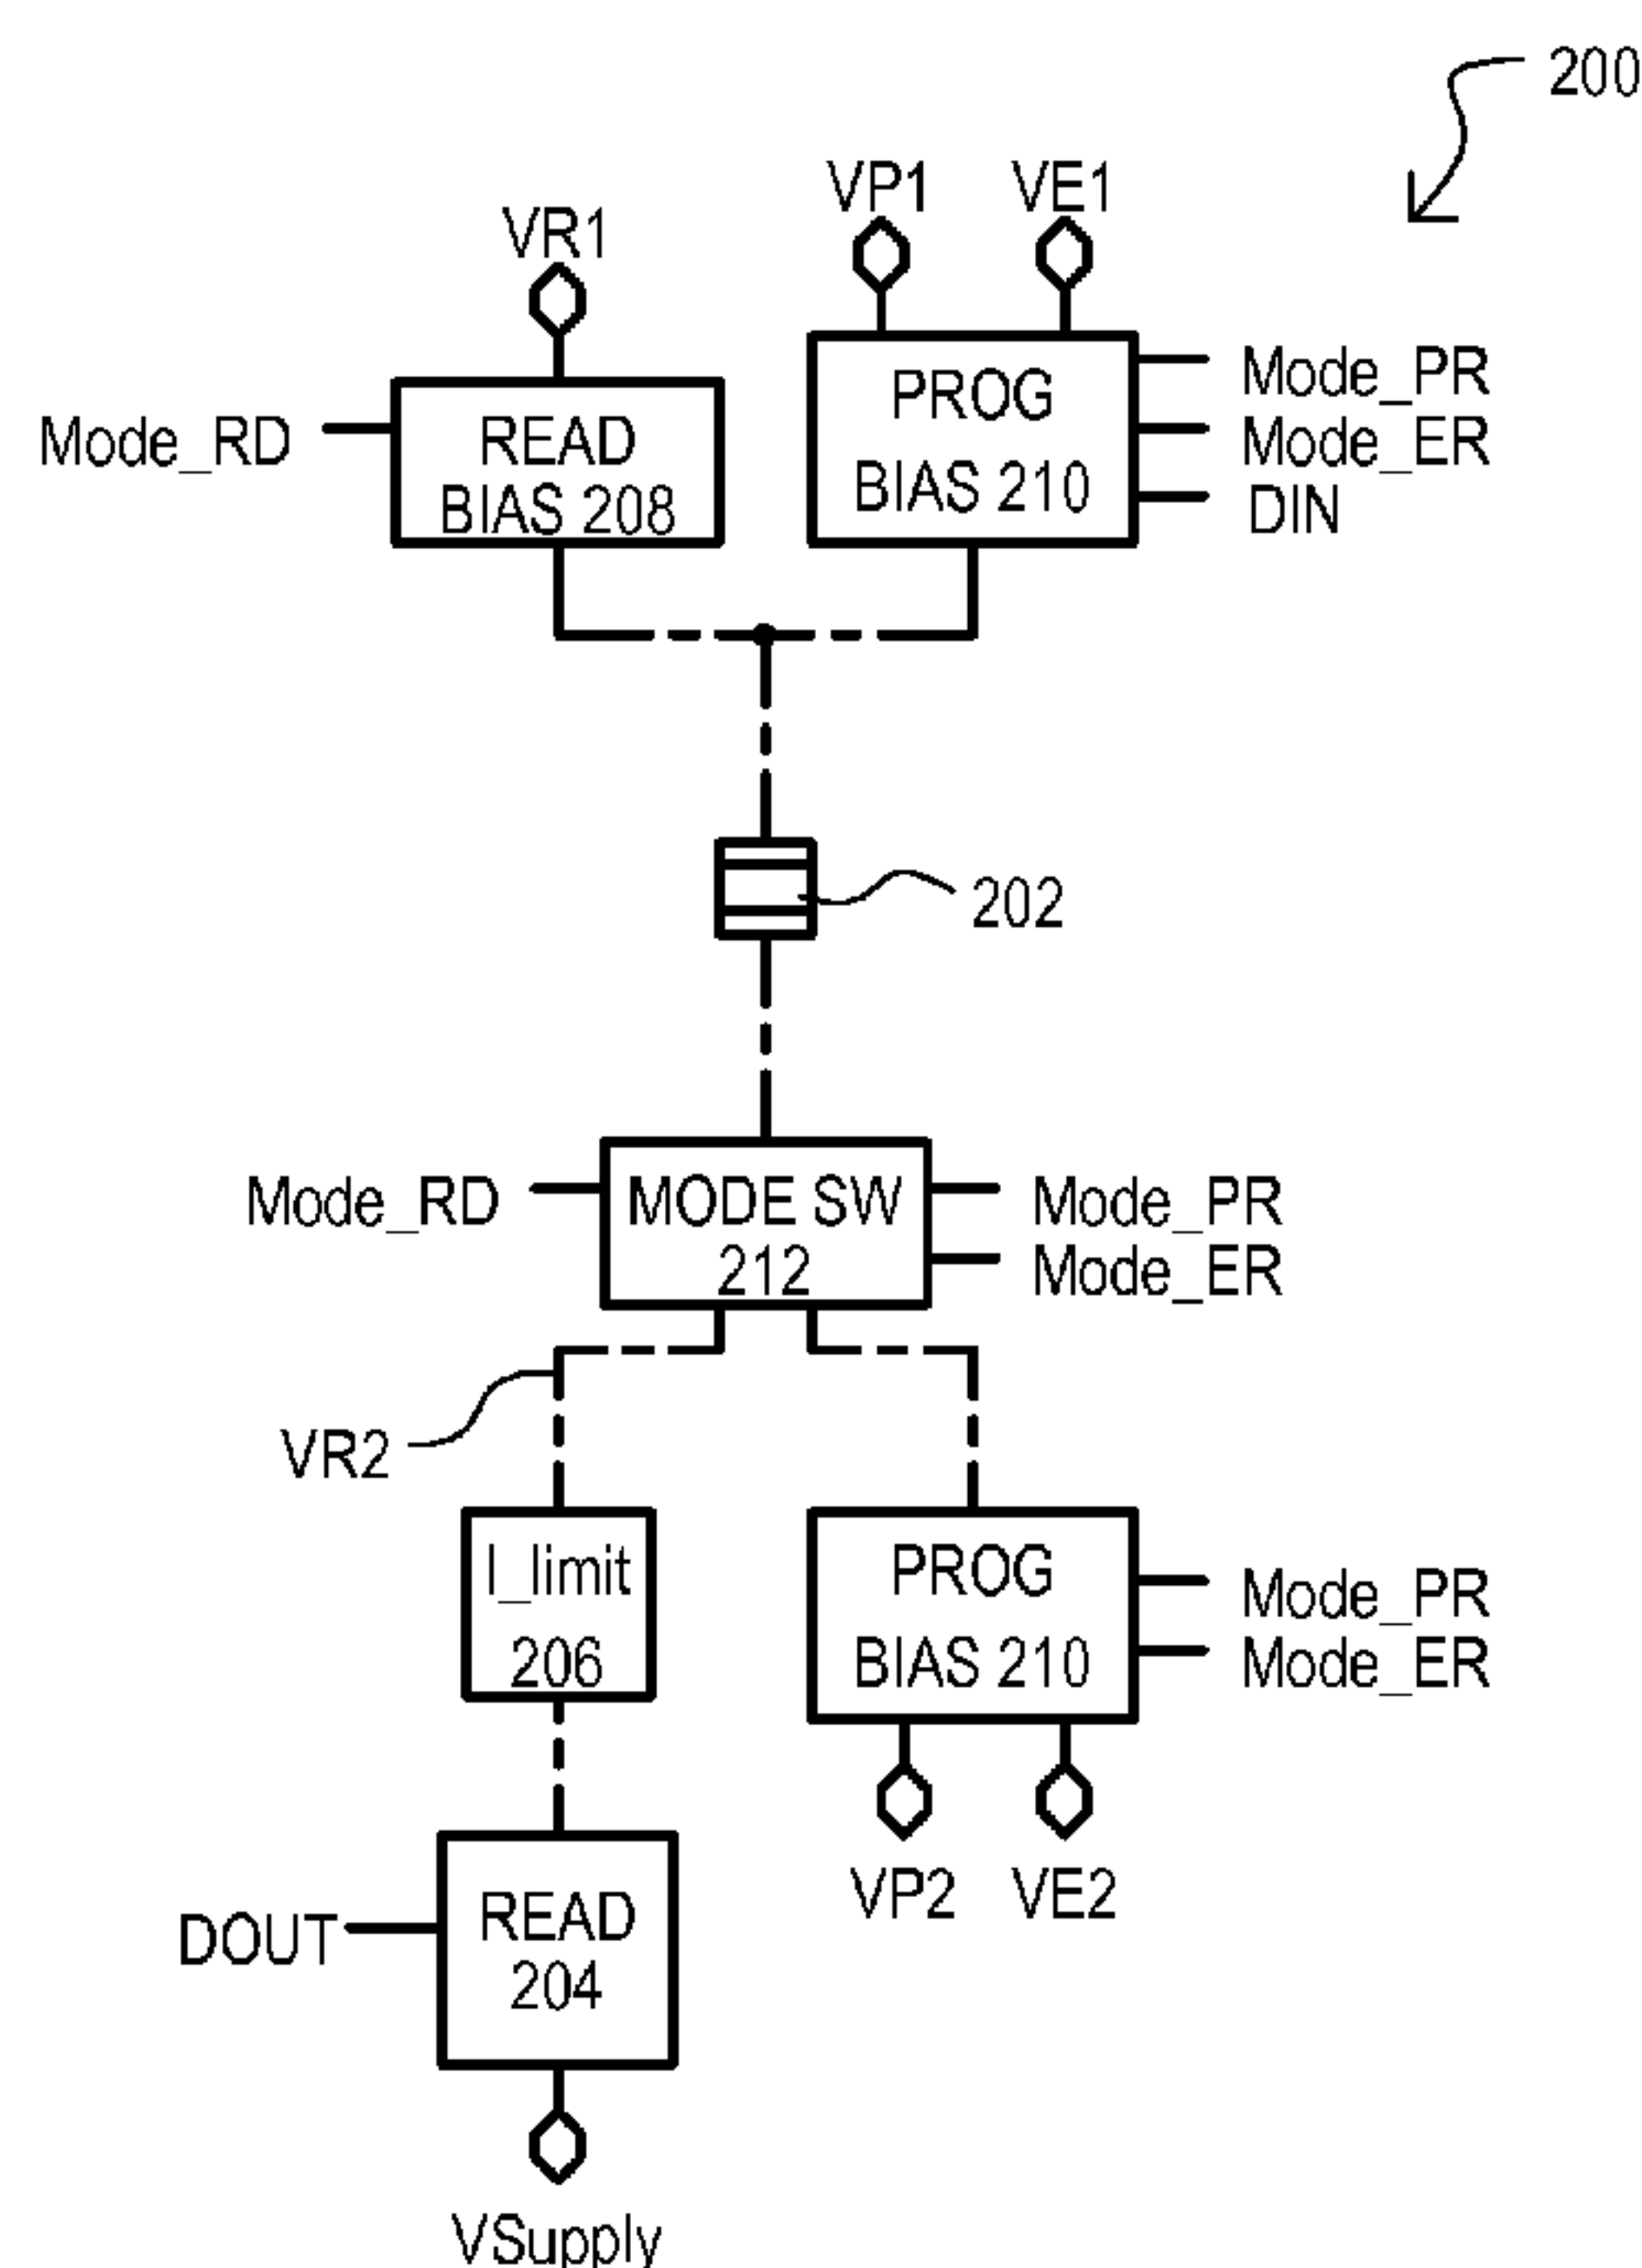 200
VP1
VE1
VR1
Mode_PR
PROG
Mode_RD
READ
Mode_ER
BIAS 208
BIAS 210
DIN
202
Mode_RD
MODE SW
Mode_PR
212
Mode_ER
VR2
I_limit
PROG
Mode_PR
206
BIAS 210
Mode_ER
VP2
VE2
DOUT
READ
204
VSupply